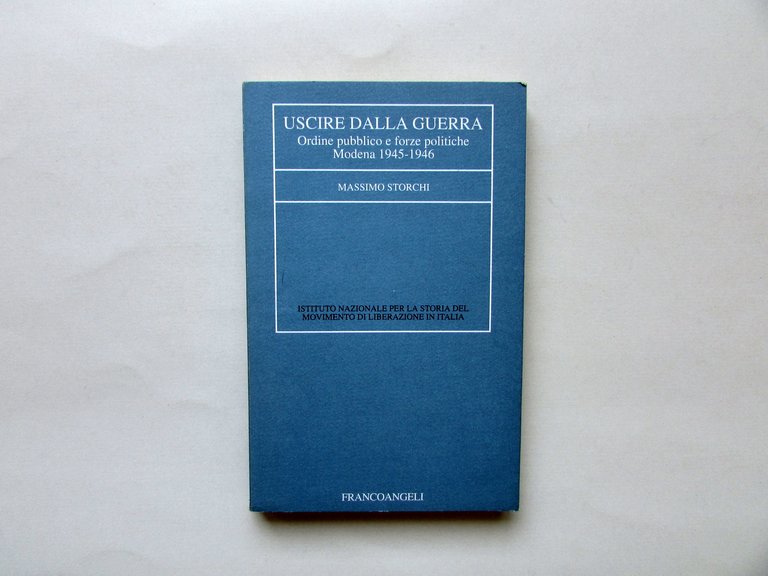 USCIRE DALLA GUERRA
Ordine pubblico e forze politiche
Modena 1945-1946
MASSIMO STORCHI
ISTITUTO NAZIONALE PER LA STORIA DEL
MOVIMENTO DI LIBERAZIONE IN ITALIA
FRANCOANGELI